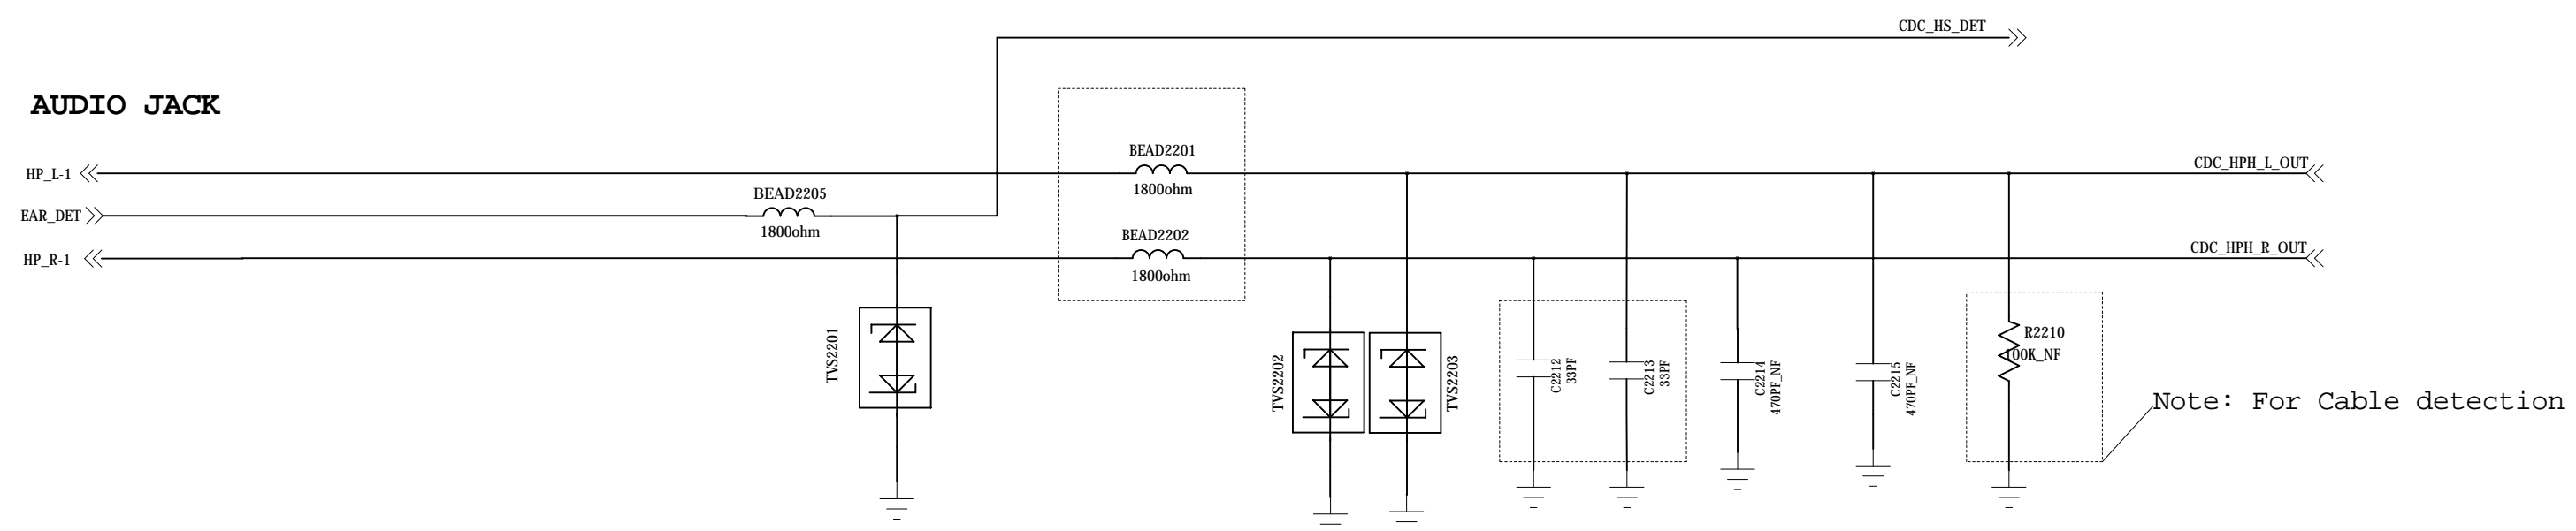 CDC_HS_DET
AUDIO JACK
BEAD2201
1800ohm
HP_L-1
CDC_HPH_L_OUT
BEAD2205
1800ohm
EAR_DET
BEAD2202
1800ohm
HP_R-1
CDC_HPH_R_OUT
TVS2201
TVS2202
TVS2203
C2212
33PF
C2213
33PF
C2214
470PF_NF
C2215
470PF_NF
R2210
100K_NF
Note: For Cable detection